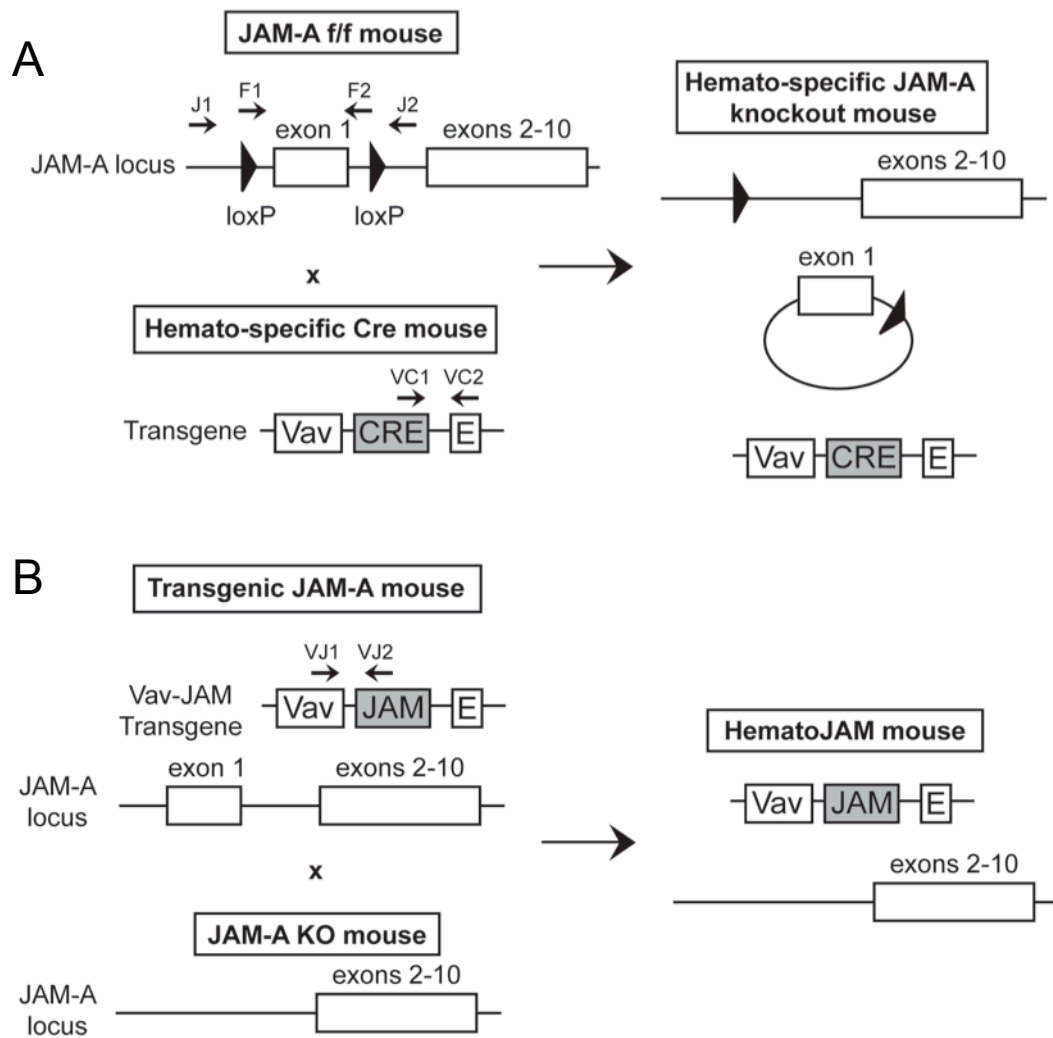 A
JAM-A f/f mouse
J1
F1
F2
J2
exon 1
exons 2-10
JAM-A locus
loxP
loxP
x
Hemato-specific Cre mouse
VC1
VC2
Transgene
Vav
CRE
E
Hemato-specific JAM-A
knockout mouse
exons 2-10
exon 1
Vav
CRE
E
B
Transgenic JAM-A mouse
VJ1
VJ2
Vav-JAM
Transgene
Vav
JAM
E
exon 1
exons 2-10
JAM-A
locus
x
JAM-A KO mouse
exons 2-10
JAM-A
locus
HematoJAM mouse
Vav
JAM
E
exons 2-10